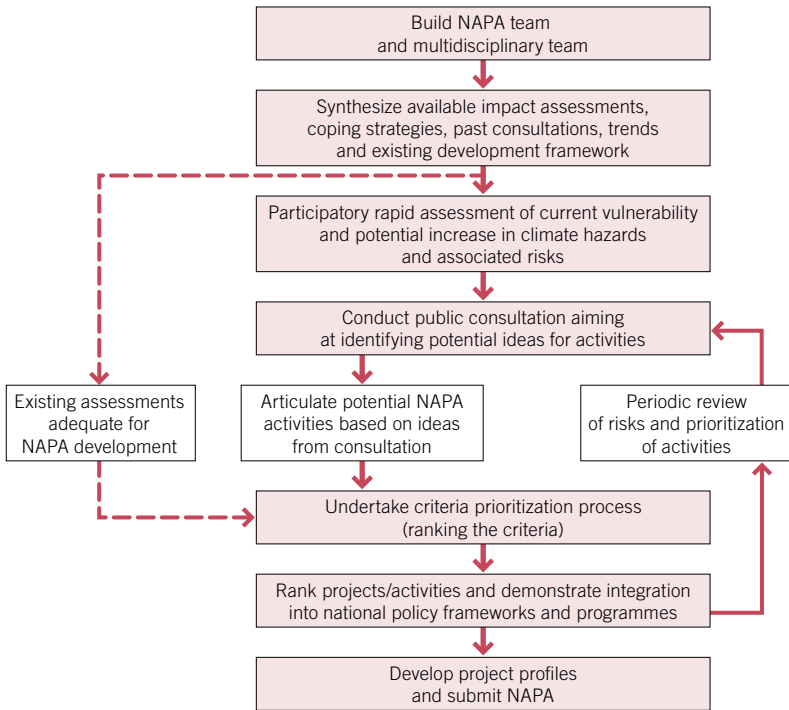 Build NAPA team
and multidisciplinary team
Synthesize available impact assessments,
coping strategies, past consultations, trends
and existing development framework
Participatory rapid assessment of current vulnerability
and potential increase in climate hazards
and associated risks
Conduct public consultation aiming
at identifying potential ideas for activities
Existing assessments
adequate for
NAPA development
Articulate potential NAPA
activities based on ideas
from consultation
Periodic review
of risks and prioritization
of activities
Undertake criteria prioritization process
(ranking the criteria)
Rank projects/activities and demonstrate integration
into national policy frameworks and programmes
Develop project profiles
and submit NAPA